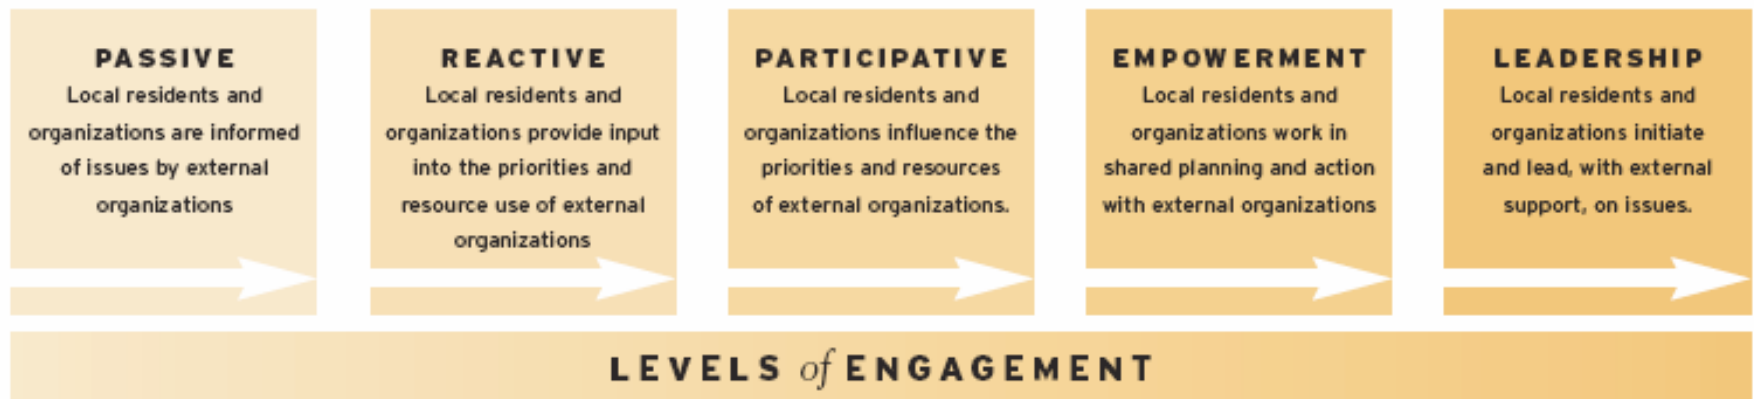 PASSIVE
Local residents and
organizations are informed
of issues by external
organizations
REACTIVE
Local residents and
organizations provide input
into the priorities and
resource use of external
organizations
PARTICIPATIVE
Local residents and
organizations influence the
priorities and resources
of external organizations.
EMPOWERMENT
Local residents and
organizations work in
shared planning and action
with external organizations
LEADERSHIP
Local residents and
organizations initiate
and lead, with external
support, on issues.
LEVELS of ENGAGEMENT